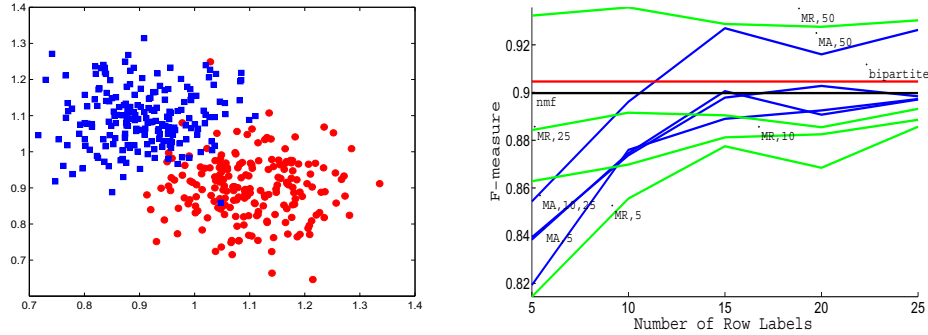 1.4
1.3
1.2
1.1
1
0.9
0.8
0.7
0.6
0.7 0.8 0.9 1 1.1 1.2 1.3 1.4
F-measure
0.92
0.9
0.88
0.86
0.84
0.82
MR,50
MA,50
bipartite
nmf
MR,25
MR,10
MA,10,25
MR,5
MA,5
5 10 15 20 25
Number of Row Labels